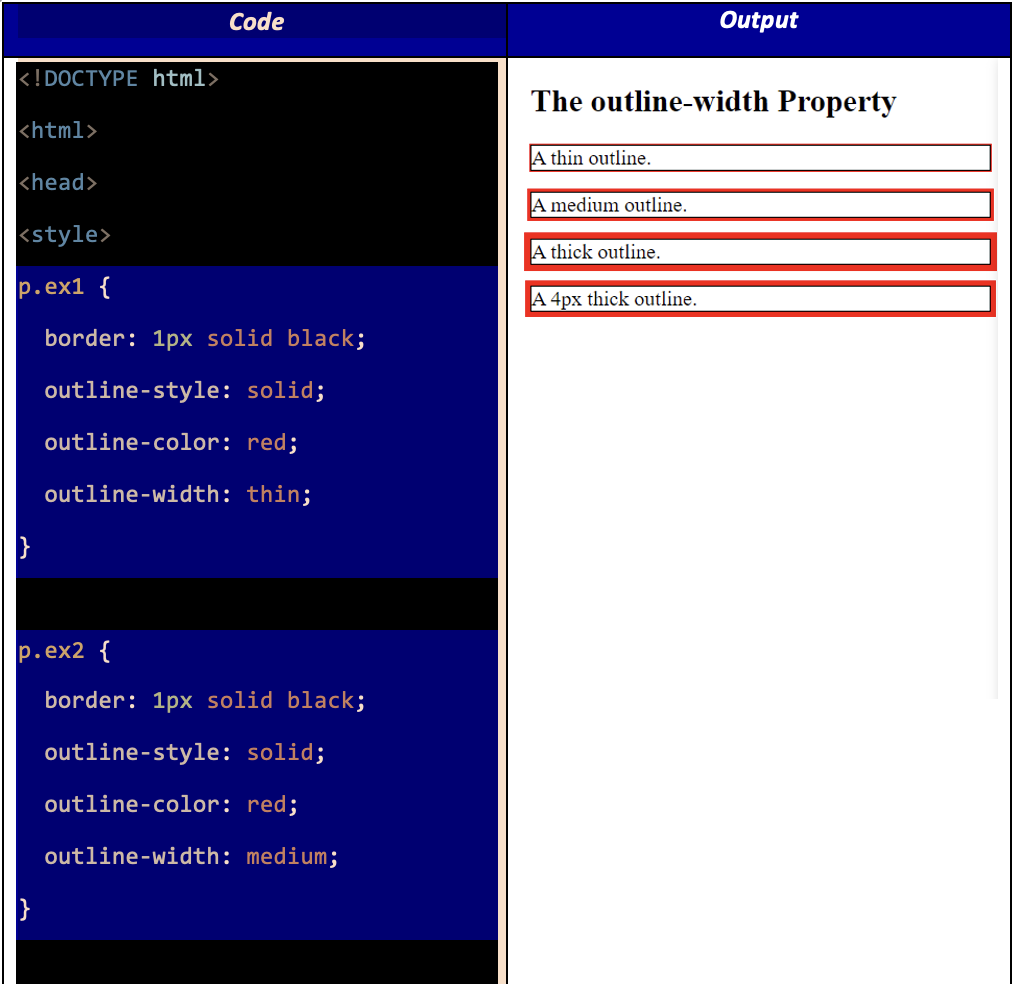 Code
<!DOCTYPE html>
<html>
<head>
<style>
p.ex1 {
  border: 1px solid black;
  outline-style: solid;
  outline-color: red;
  outline-width: thin;
}
p.ex2 {
  border: 1px solid black;
  outline-style: solid;
  outline-color: red;
  outline-width: medium;
}
Output
The outline-width Property
A thin outline.
A medium outline.
A thick outline.
A 4px thick outline.